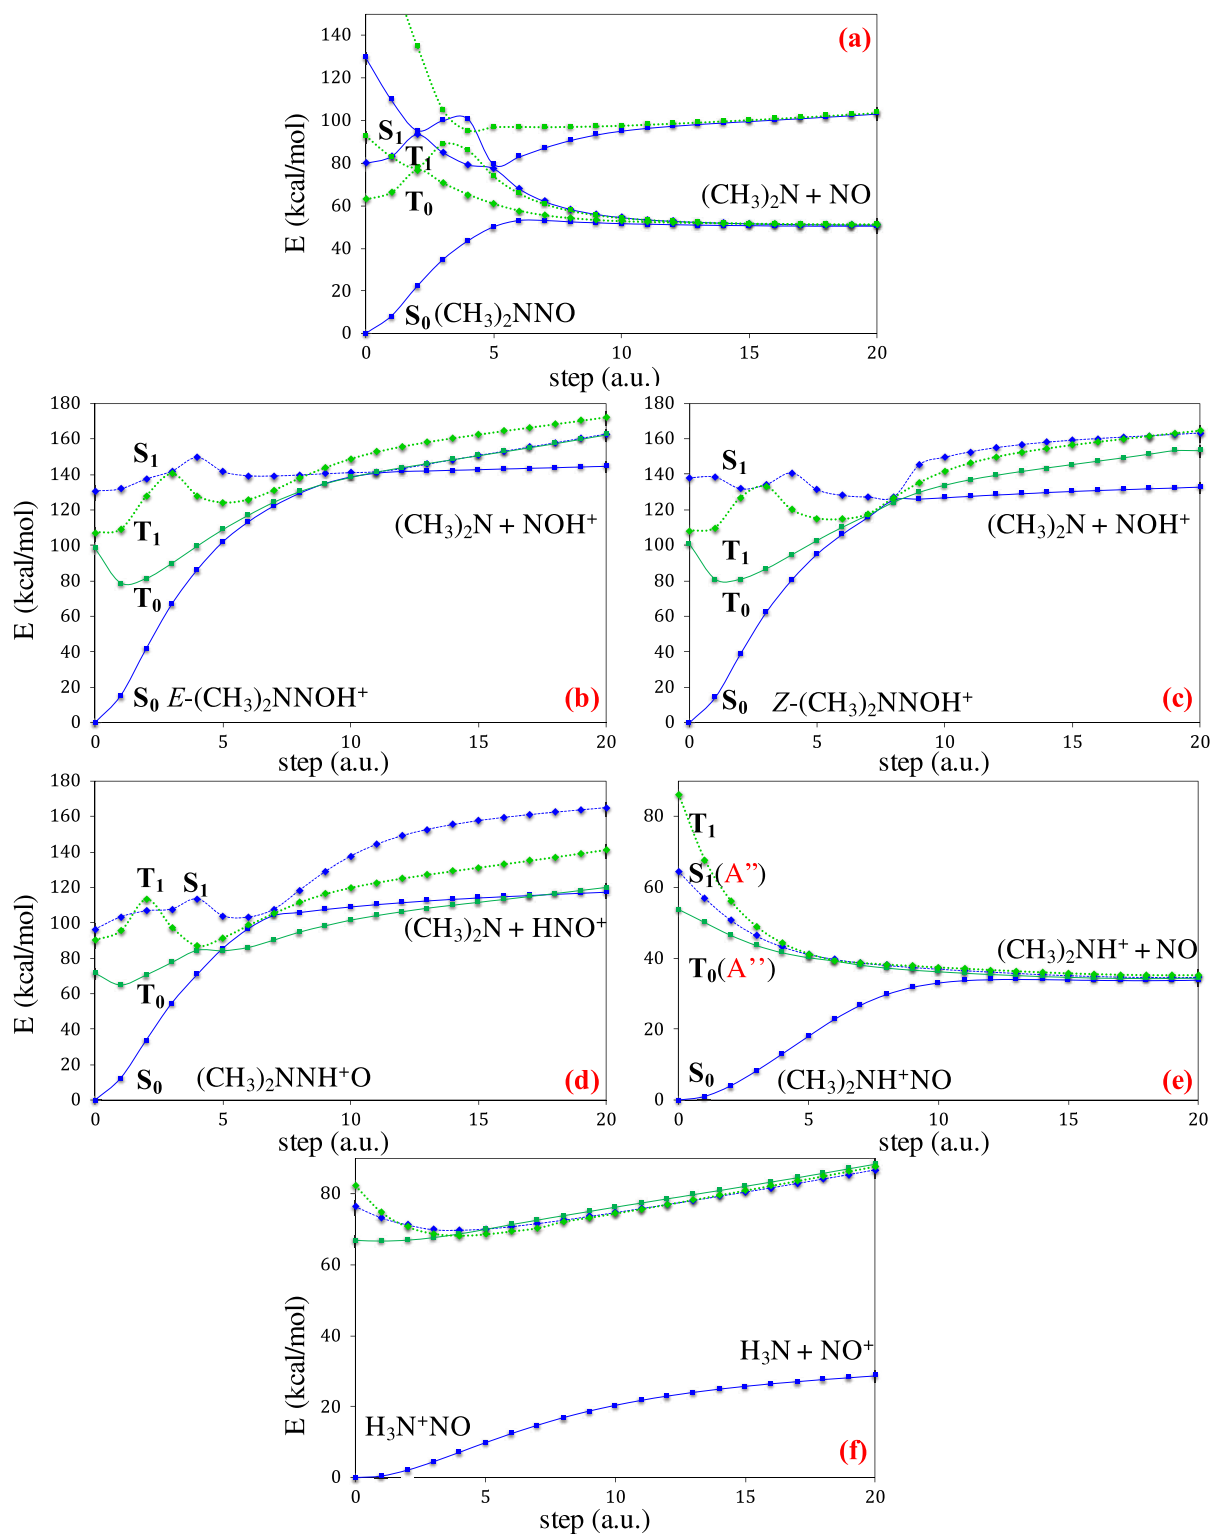 (a)
140
120
100
80
60
40
20
0
E (kcal/mol)
S1
T1
T0
(CH3)2N + NO
S0 (CH3)2NNO
0 5 10 15 20
step (a.u.)
180
160
140
120
100
80
60
40
20
0
E (kcal/mol)
S1
T1
T0
(CH3)2N + NOH+
S0 E-(CH3)2NNOH+
(b)
0 5 10 15 20
step (a.u.)
180
160
140
120
100
80
60
40
20
0
S1
T1
T0
(CH3)2N + NOH+
S0 Z-(CH3)2NNOH+
(c)
0 5 10 15 20
step (a.u.)
180
160
140
120
100
80
60
40
20
0
E (kcal/mol)
T1 S1
(CH3)2N + HNO+
T0
S0 (CH3)2NNH+O
(d)
0 5 10 15 20
step (a.u.)
80
60
40
20
0
T1
S1(A’’)
(CH3)2NH+ + NO
T0(A’’)
S0 (CH3)2NH+NO
(e)
0 5 10 15 20
step (a.u.)
80
60
40
20
0
E (kcal/mol)
H3N + NO+
H3N+NO
(f)
0 5 10 15 20
step (a.u.)